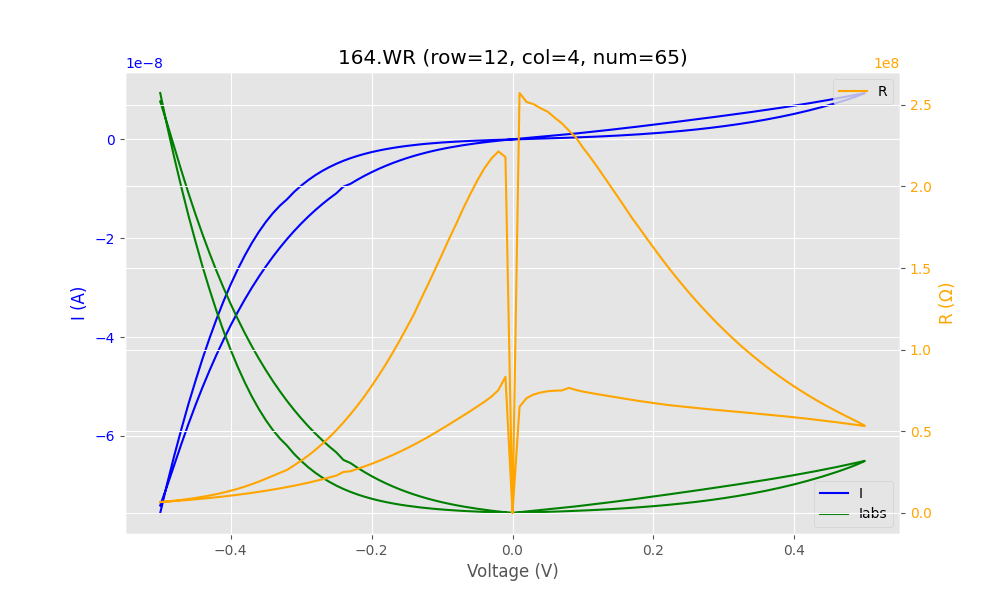 164.WR (row=12, col=4, num=65)
1e−8
1e8
R
0
−2
−4
−6
I (A)
2.5
2.0
1.5
1.0
0.5
0.0
R (Ω)
I
Iabs
−0.4
−0.2
0.0
0.2
0.4
Voltage (V)